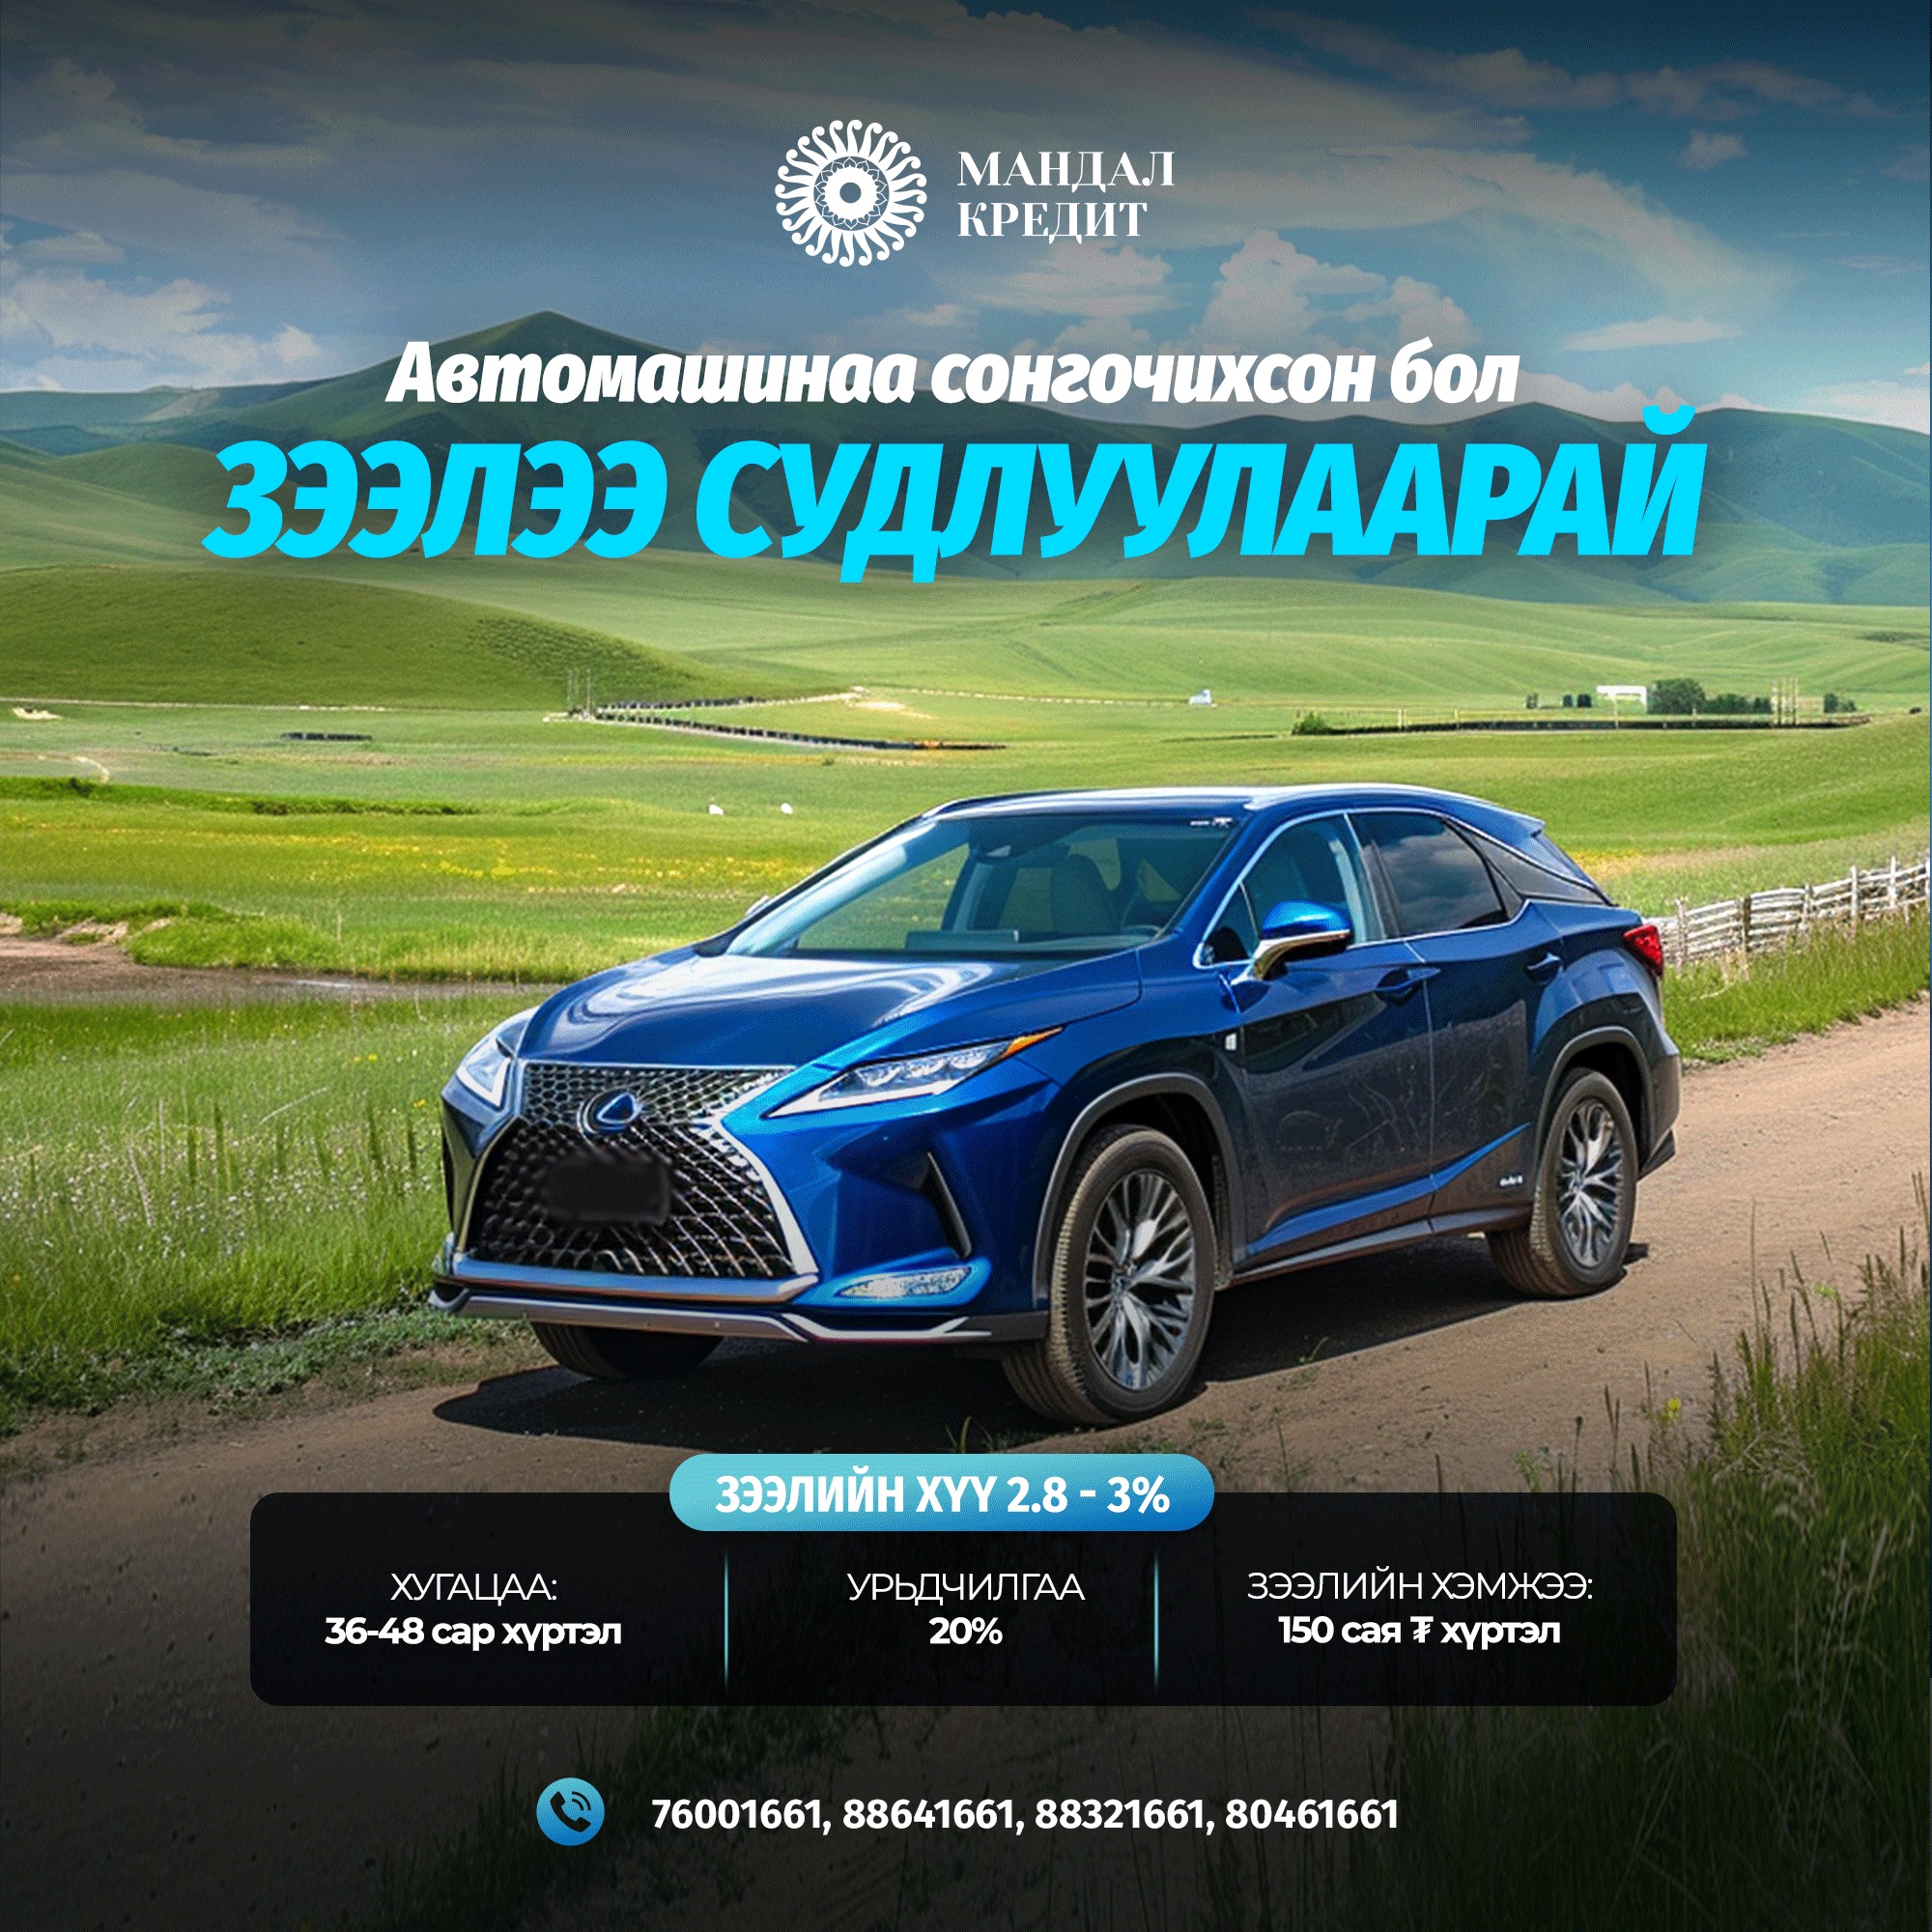 МАНДАЛ
КРЕДИТ
Автомашинаа сонгочихсон бол
ЗЭЭЛЭЭ СУДЛУУЛААРАЙ
ЗЭЭЛИЙН ХҮҮ 2.8 - 3%
ХУГАЦАА:
36-48 сар хүртэл
УРЬДЧИЛГАА
20%
ЗЭЭЛИЙН ХЭМЖЭЭ:
150 сая ₮ хүртэл
76001661, 88641661, 88321661, 80461661